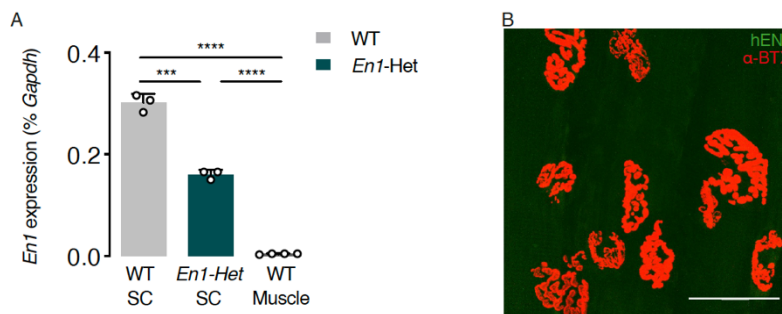 A
En1 expression (% Gapdh)
0.4
0.2
0.0
****
*** ****
WT
SC
En1-Het
SC
WT
Muscle
WT
En1-Het
B
hEN
α-BT